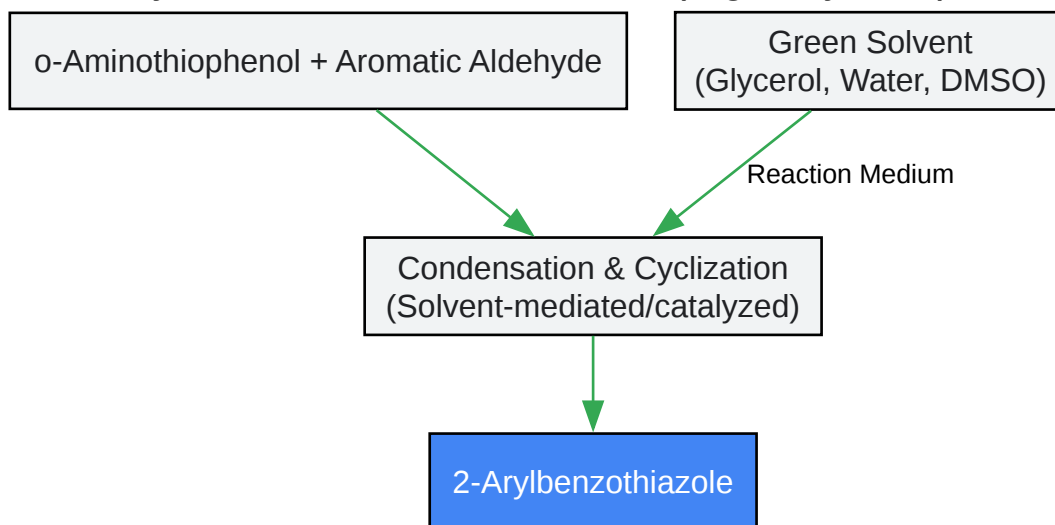 o-Aminothiophenol + Aromatic Aldehyde
Green Solvent
(Glycerol, Water, DMSO)
Reaction Medium
Condensation & Cyclization
(Solvent-mediated/catalyzed)
2-Arylbenzothiazole